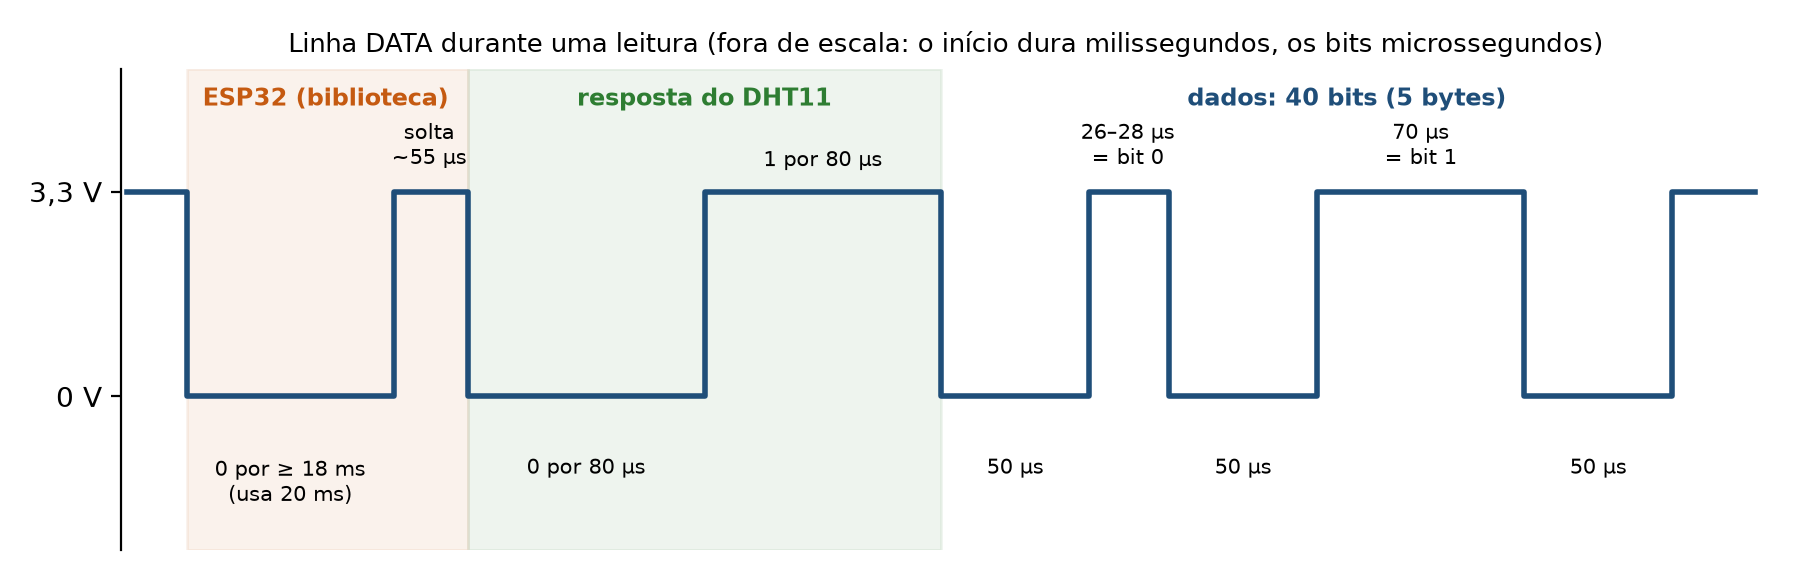 Linha DATA durante uma leitura (fora de escala: o início dura milissegundos, os bits microssegundos)
ESP32 (biblioteca)
resposta do DHT11
dados: 40 bits (5 bytes)
solta
~55 µs
1 por 80 µs
26–28 µs
= bit 0
70 µs
= bit 1
3,3 V
0 V
0 por ≥ 18 ms
(usa 20 ms)
0 por 80 µs
50 µs
50 µs
50 µs